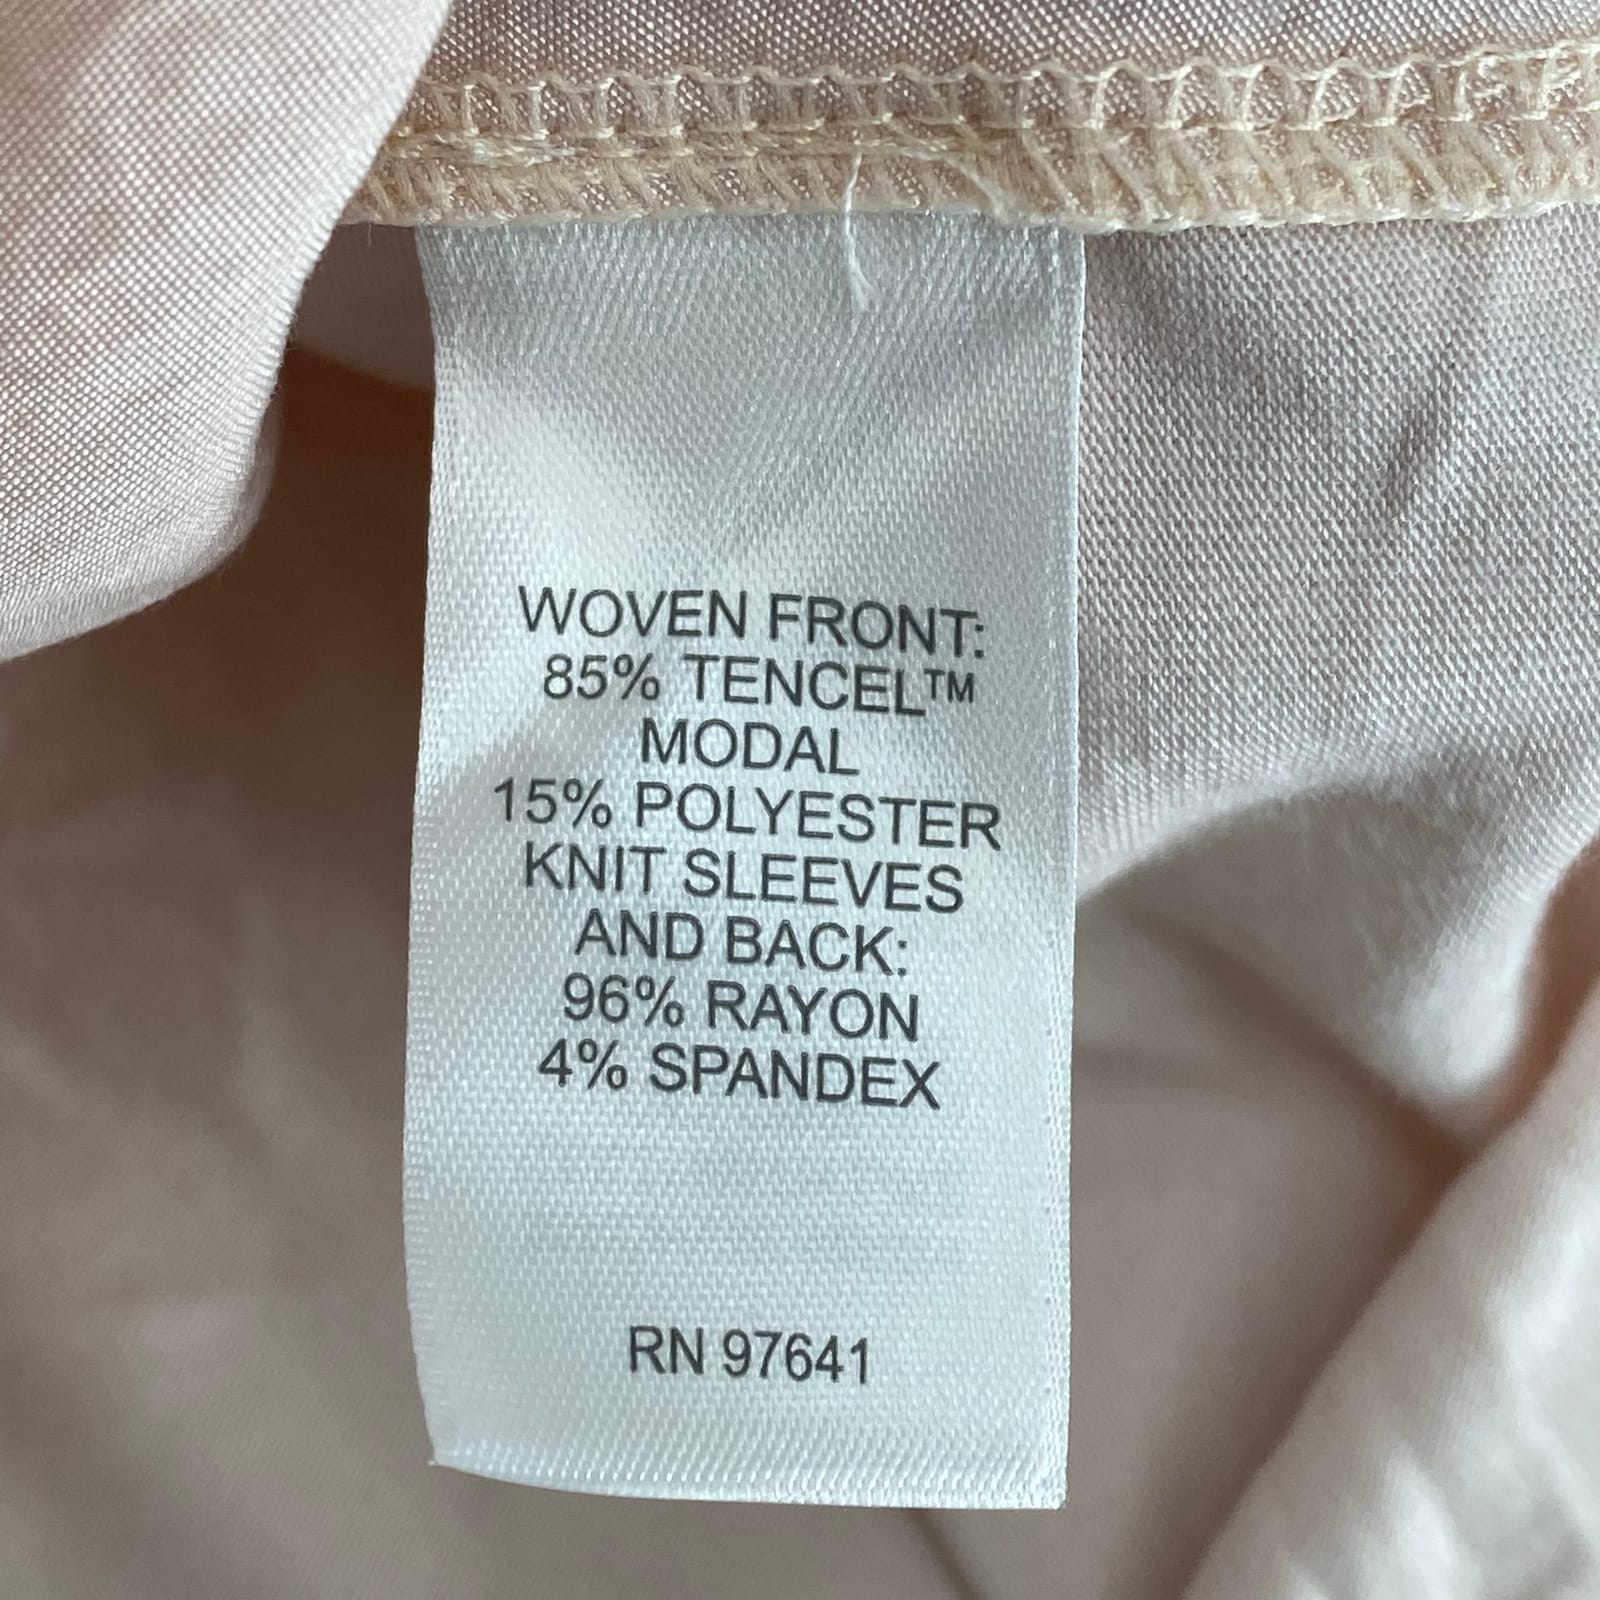 WOVEN FRONT:
85% TENCEL™
MODAL
15% POLYESTER
KNIT SLEEVES
AND BACK:
96% RAYON
4% SPANDEX
RN 97641